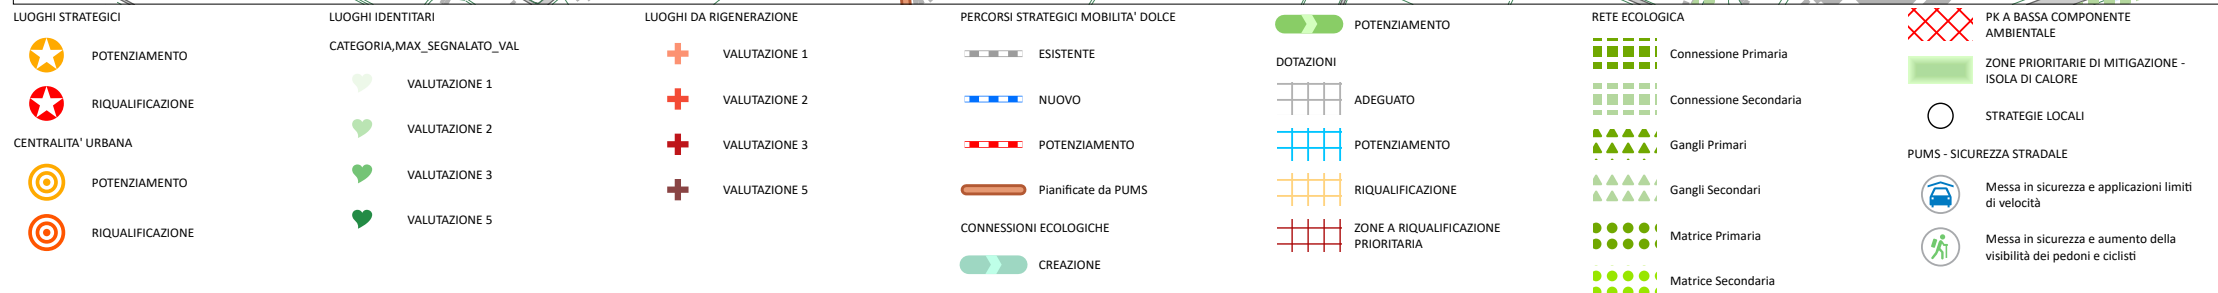 LUOGHI STRATEGICI
POTENZIAMENTO
RIQUALIFICAZIONE
CENTRALITA' URBANA
POTENZIAMENTO
RIQUALIFICAZIONE
LUOGHI IDENTITARI
CATEGORIA,MAX_SEGNALATO_VAL
VALUTAZIONE 1
VALUTAZIONE 2
VALUTAZIONE 3
VALUTAZIONE 5
LUOGHI DA RIGENERAZIONE
VALUTAZIONE 1
VALUTAZIONE 2
VALUTAZIONE 3
VALUTAZIONE 5
PERCORSI STRATEGICI MOBILITA' DOLCE
ESISTENTE
NUOVO
POTENZIAMENTO
Pianificate da PUMS
CONNESSIONI ECOLOGICHE
CREAZIONE
POTENZIAMENTO
DOTAZIONI
ADEGUATO
POTENZIAMENTO
RIQUALIFICAZIONE
ZONE A RIQUALIFICAZIONE
PRIORITARIA
RETE ECOLOGICA
Connessione Primaria
Connessione Secondaria
Gangli Primari
Gangli Secondari
Matrice Primaria
Matrice Secondaria
PK A BASSA COMPONENTE
AMBIENTALE
ZONE PRIORITARIE DI MITIGAZIONE -
ISOLA DI CALORE
STRATEGIE LOCALI
PUMS - SICUREZZA STRADALE
Messa in sicurezza e applicazioni limiti
di velocità
Messa in sicurezza e aumento della
visibilità dei pedoni e ciclisti